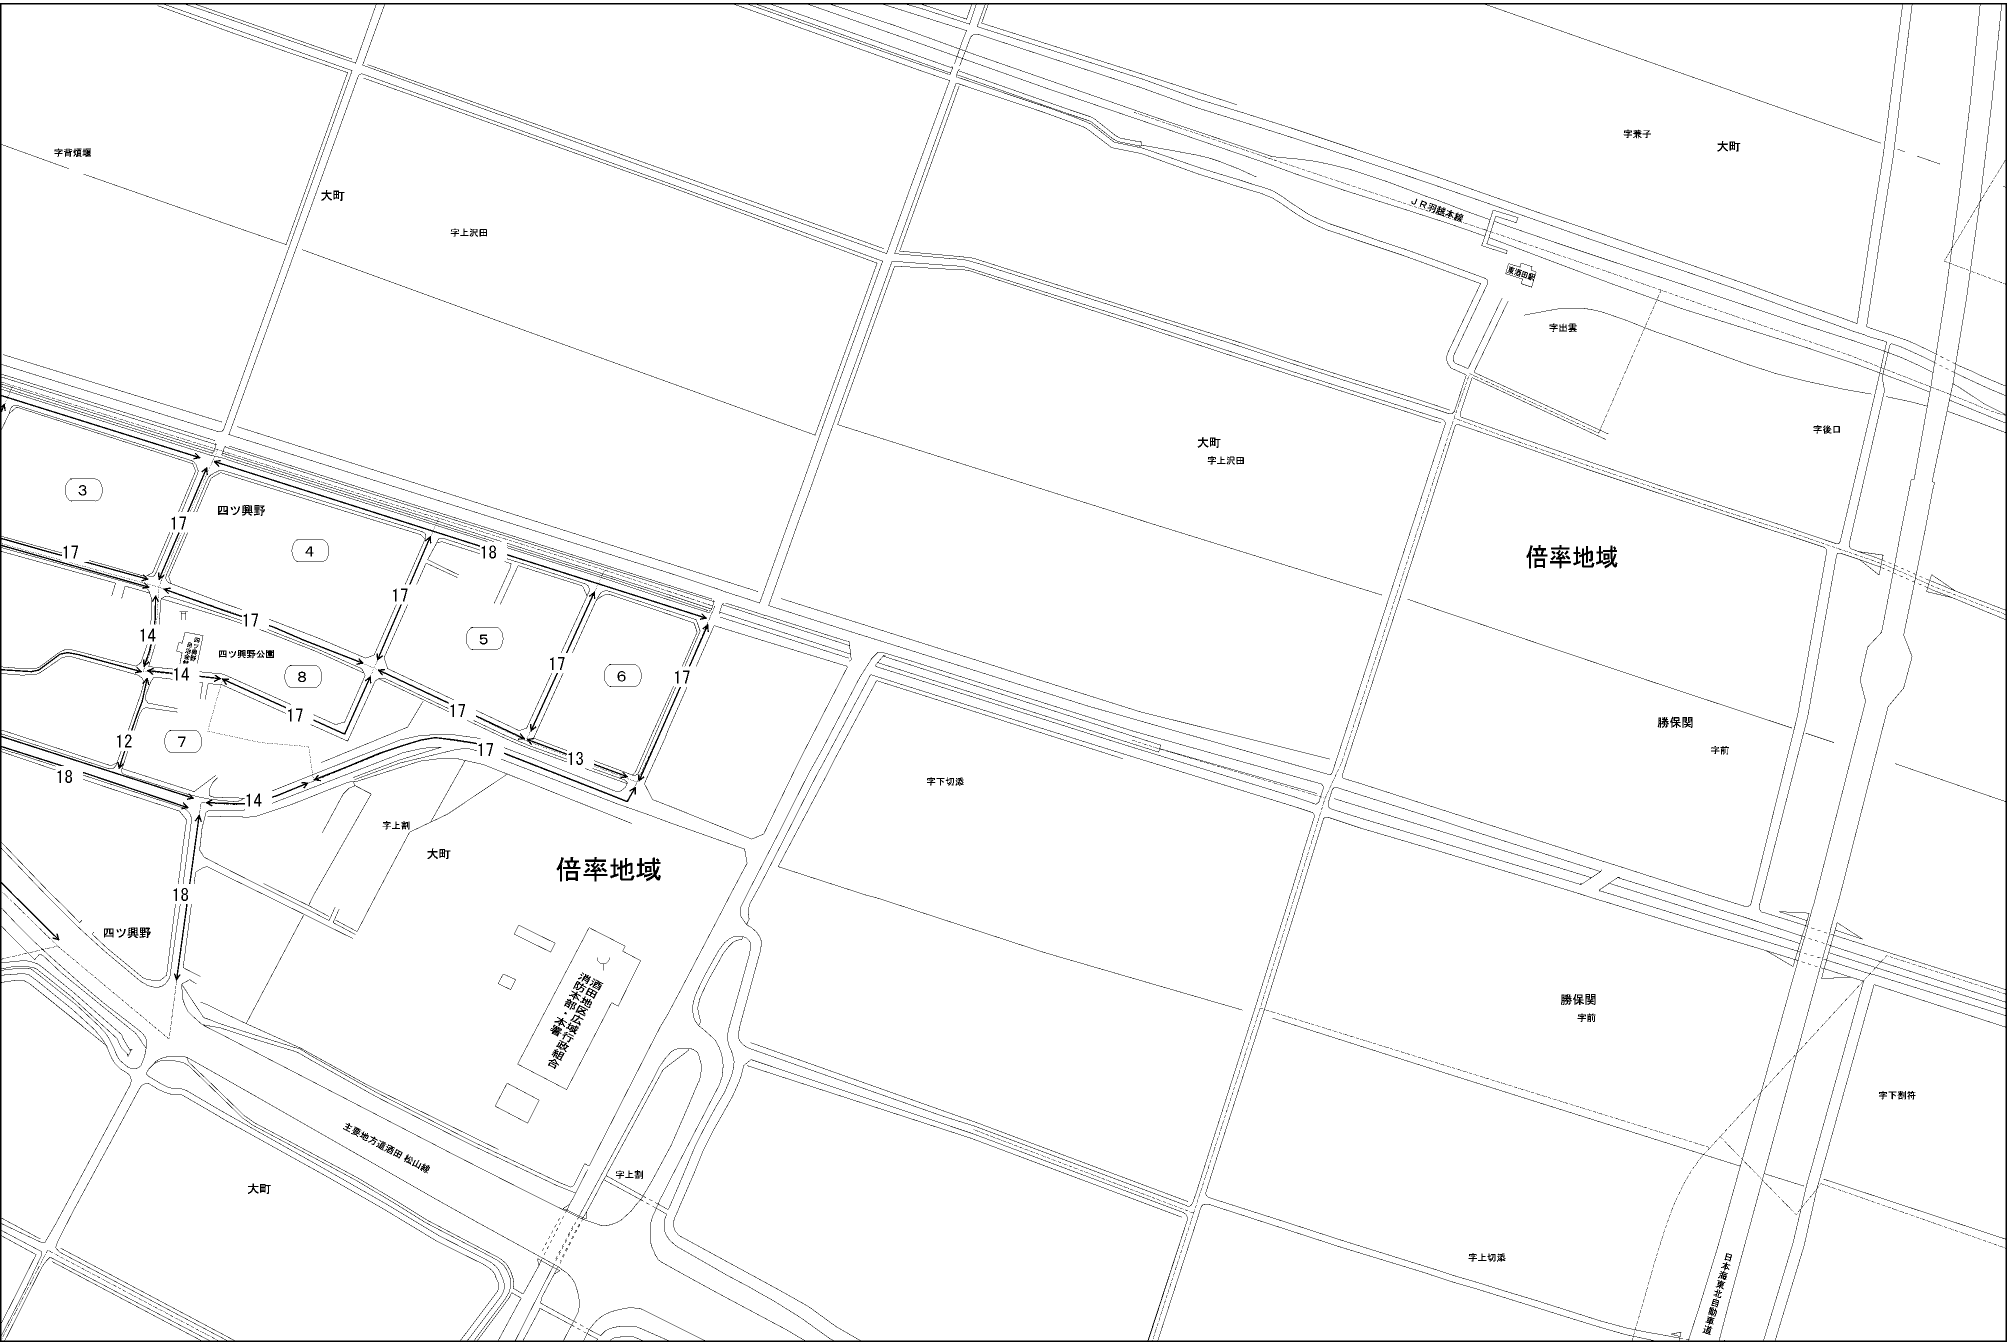 字兼子
大町
字背煩堰
大町
字上沢田
JR羽越本線
東酒田駅
字出雲
字後口
大町
字上沢田
3
四ツ興野
17
4
18
17
倍率地域
17
17
14
5
17
6
17
四ツ興野公園
8
14
17
17
勝保関
12
7
17
13
字前
18
14
字下切添
字上割
大町
倍率地域
18
四ツ興野
酒田地区広域行政組合
消防本部・本署
勝保関
字前
字下割符
主要地方道酒田松山線
大町
字上割
字上切添
日本海東北自動車道